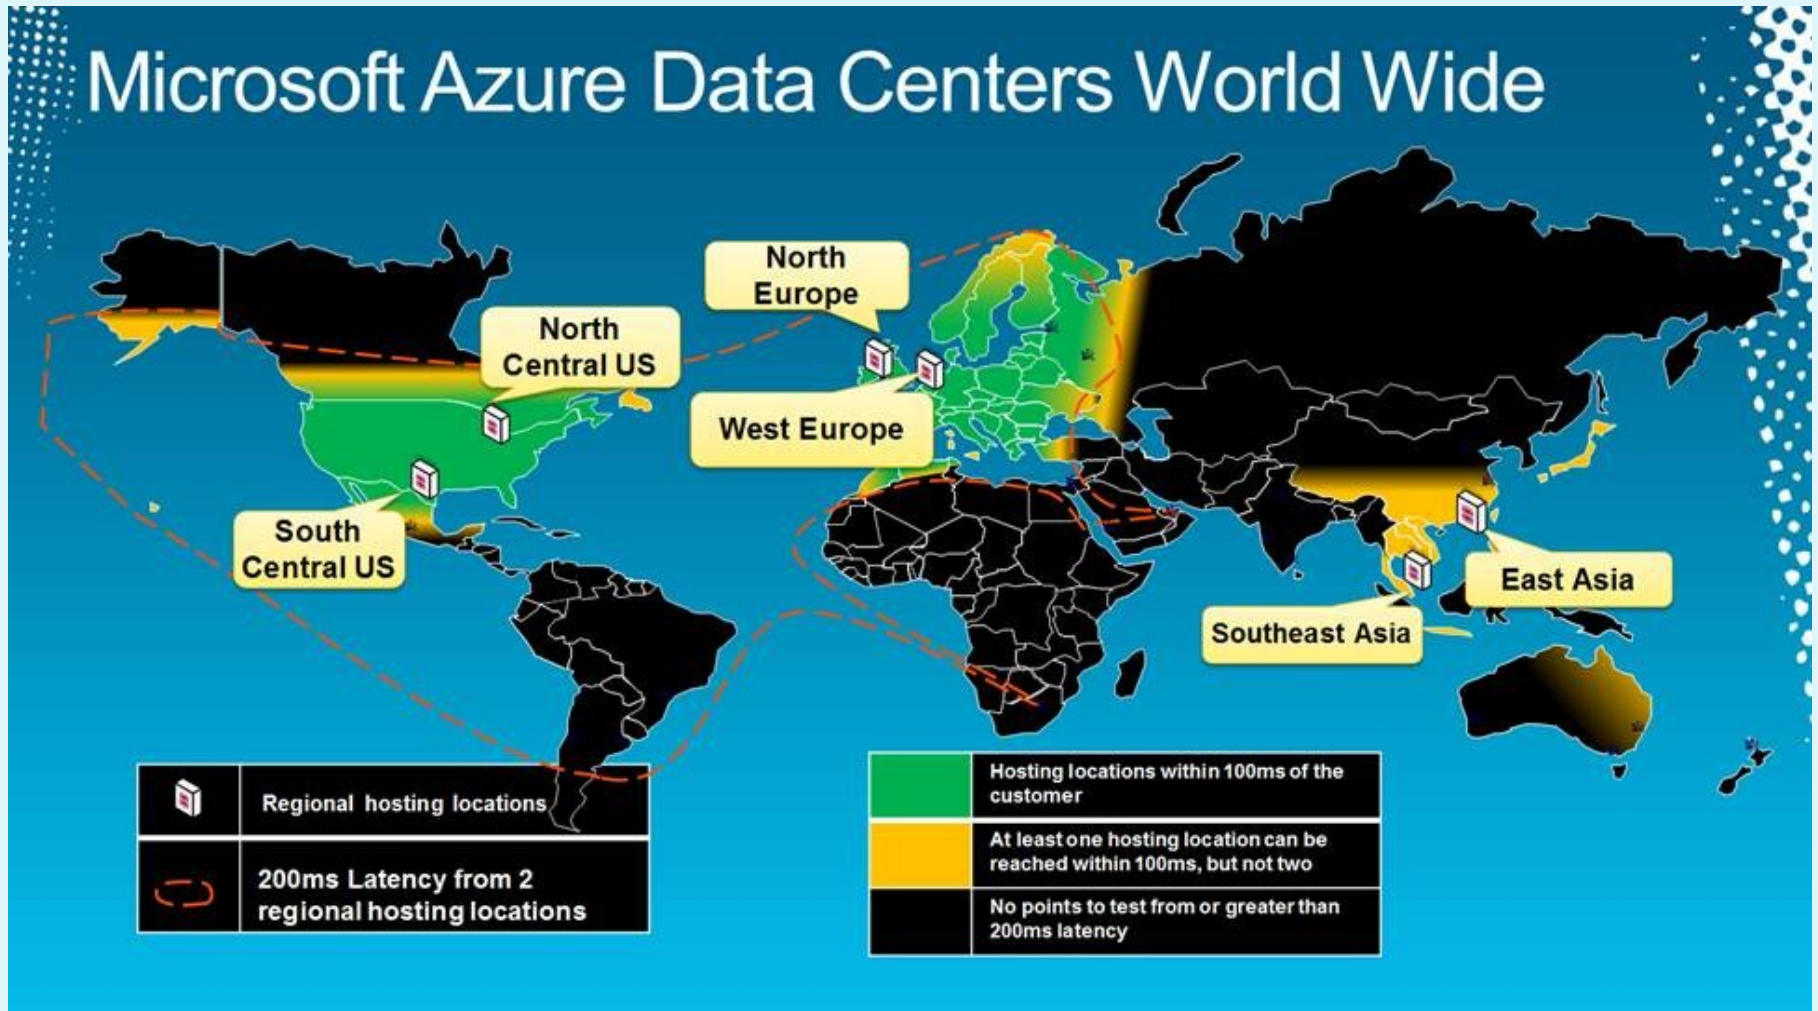 Microsoft Azure Data Centers World Wide
North
Europe
North
Central US
West Europe
South
Central US
East Asia
Southeast Asia
Regional hosting locations
200ms Latency from 2
regional hosting locations
Hosting locations within 100ms of the
customer
At least one hosting location can be
reached within 100ms, but not two
No points to test from or greater than
200ms latency